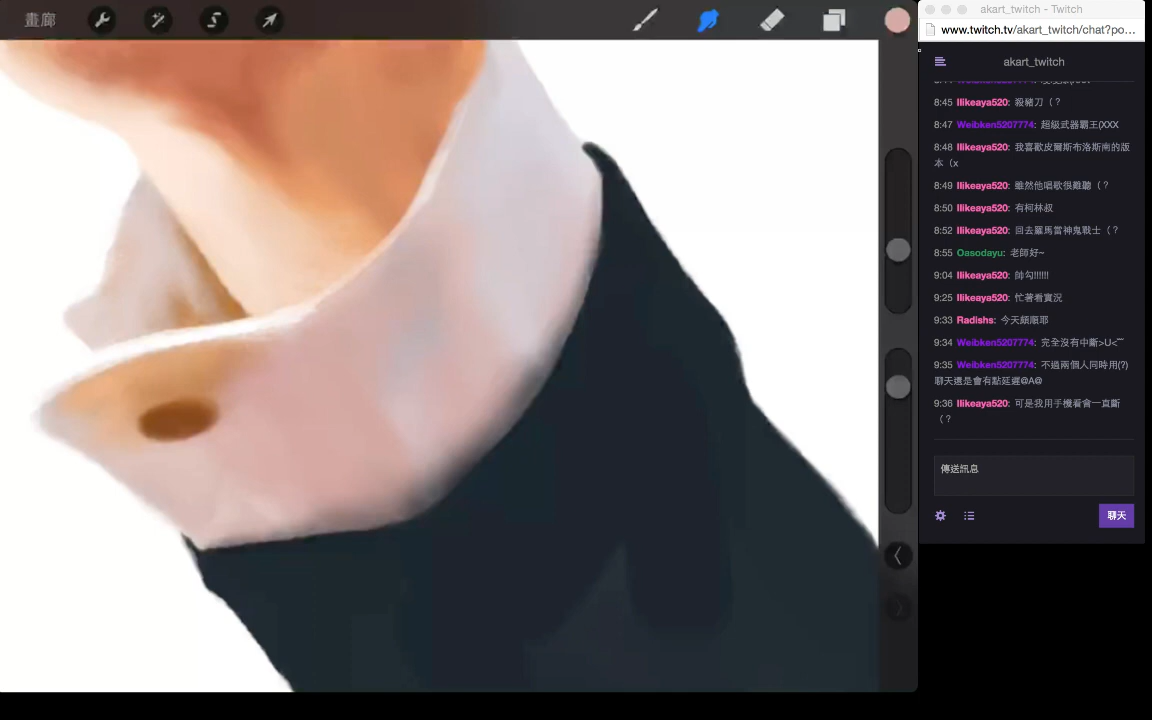 畫廊
akart_twitch - Twitch
www.twitch.tv/akart_twitch/chat?po...
akart_twitch
8:45 llikeaya520: 殺豬刀（？
8:47 Weibken5207774: 超級武器霸王(XXX
8:48 llikeaya520: 我喜歡皮爾斯布洛斯南的版
本（x
8:49 llikeaya520: 雖然他唱歌很難聽（？
8:50 llikeaya520: 有柯林叔
8:52 llikeaya520: 回去羅馬當神鬼戰士（？
8:55 Oasodayu: 老師好~
9:04 llikeaya520: 帥勾!!!!!!
9:25 llikeaya520: 忙著看實況
9:33 Radishs: 今天頗順耶
9:34 Weibken5207774: 完全沒有中斷>U<
9:35 Weibken5207774: 不過兩個人同時用(?)
聊天還是會有點延遲@A@
9:36 llikeaya520: 可是我用手機看會一直斷
（？
傳送訊息
聊天